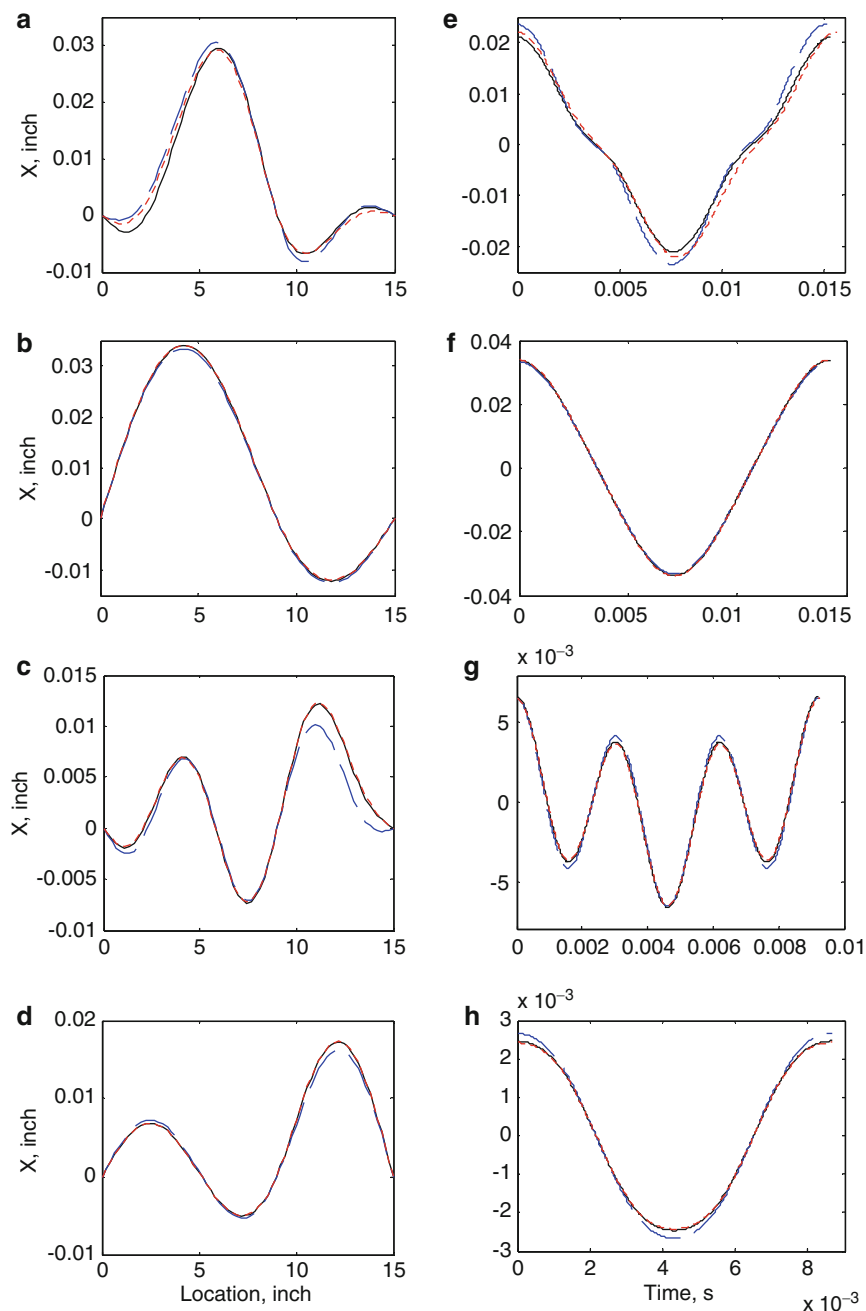 a
X, inch
0.03
0.02
0.01
0
-0.01
0 5 10 15
e
0.02
0.01
0
-0.01
-0.02
0 0.005 0.01 0.015
b
X, inch
0.03
0.02
0.01
0
-0.01
0 5 10 15
f
0.04
0.02
0
-0.02
-0.04
0 0.005 0.01 0.015
c
X, inch
0.015
0.01
0.005
0
-0.005
-0.01
0 5 10 15
g
x 10⁻³
5
0
-5
0 0.002 0.004 0.006 0.008 0.01
d
X, inch
0.02
0.01
0
-0.01
0 5 10 15
Location, inch
h
x 10⁻³
3
2
1
0
-1
-2
-3
0 2 4 6 8
Time, s
x 10⁻³